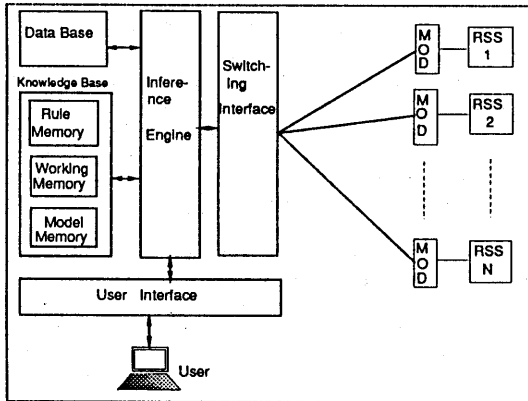 Data Base
Knowledge Base
Rule
Memory
Working
Memory
Model
Memory
Infere-
nce
Engine
Switch-
ing
Interface
M
O
D
RSS
1
M
O
D
RSS
2
M
O
D
RSS
N
User Interface
User